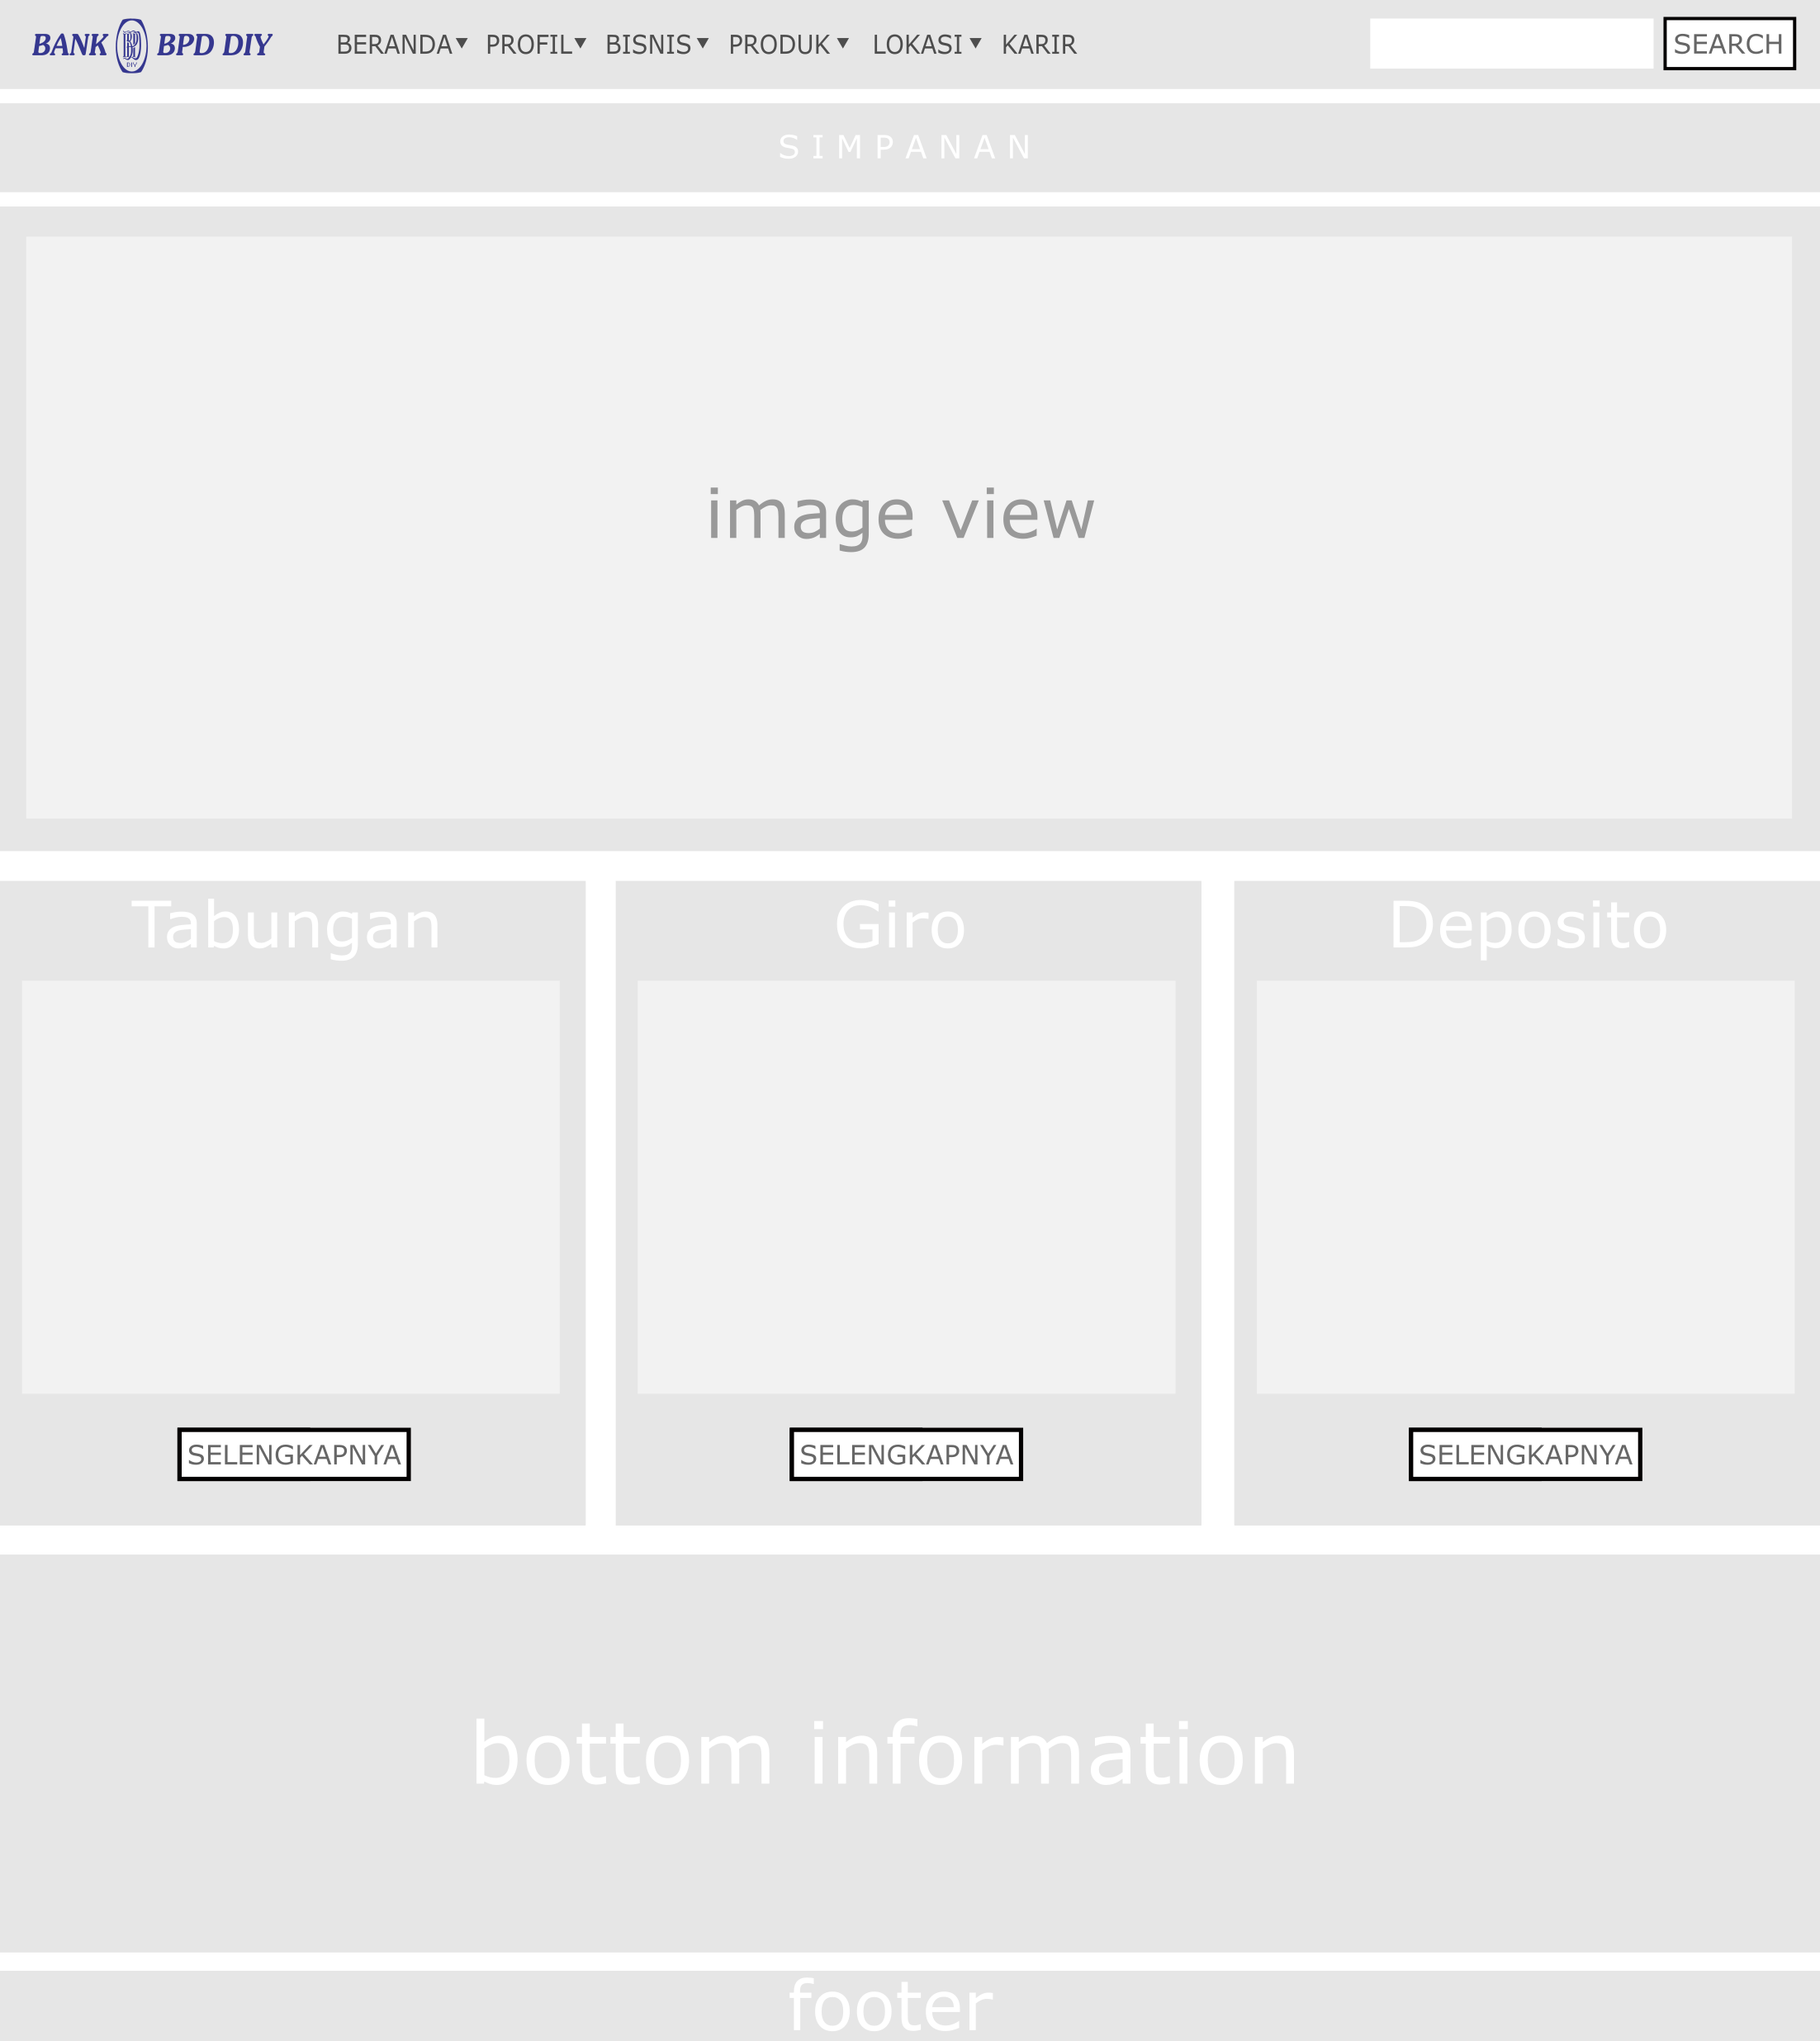 BANK BPD DIY BERANDA PROFIL BISNIS PRODUK LOKASI KARIR SEARCH
SIMPANAN
image view
Tabungan Giro Deposito
SELENGKAPNYA SELENGKAPNYA SELENGKAPNYA
bottom information
footer